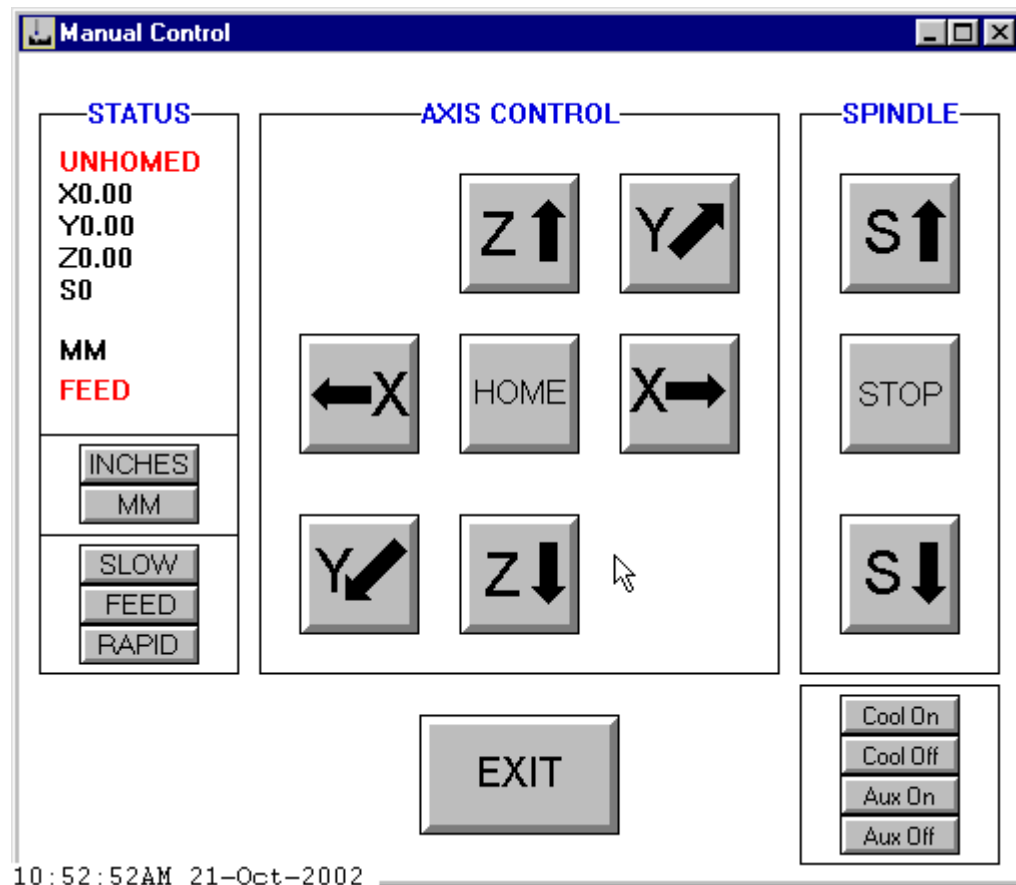 Manual Control
STATUS
UNHOMED
X0.00
Y0.00
Z0.00
S0
MM
FEED
INCHES
MM
SLOW
FEED
RAPID
AXIS CONTROL
Z
Y
X
HOME
X
Y
Z
SPINDLE
S
STOP
S
Cool On
Cool Off
Aux On
Aux Off
EXIT
10:52:52AM 21-Oct-2002